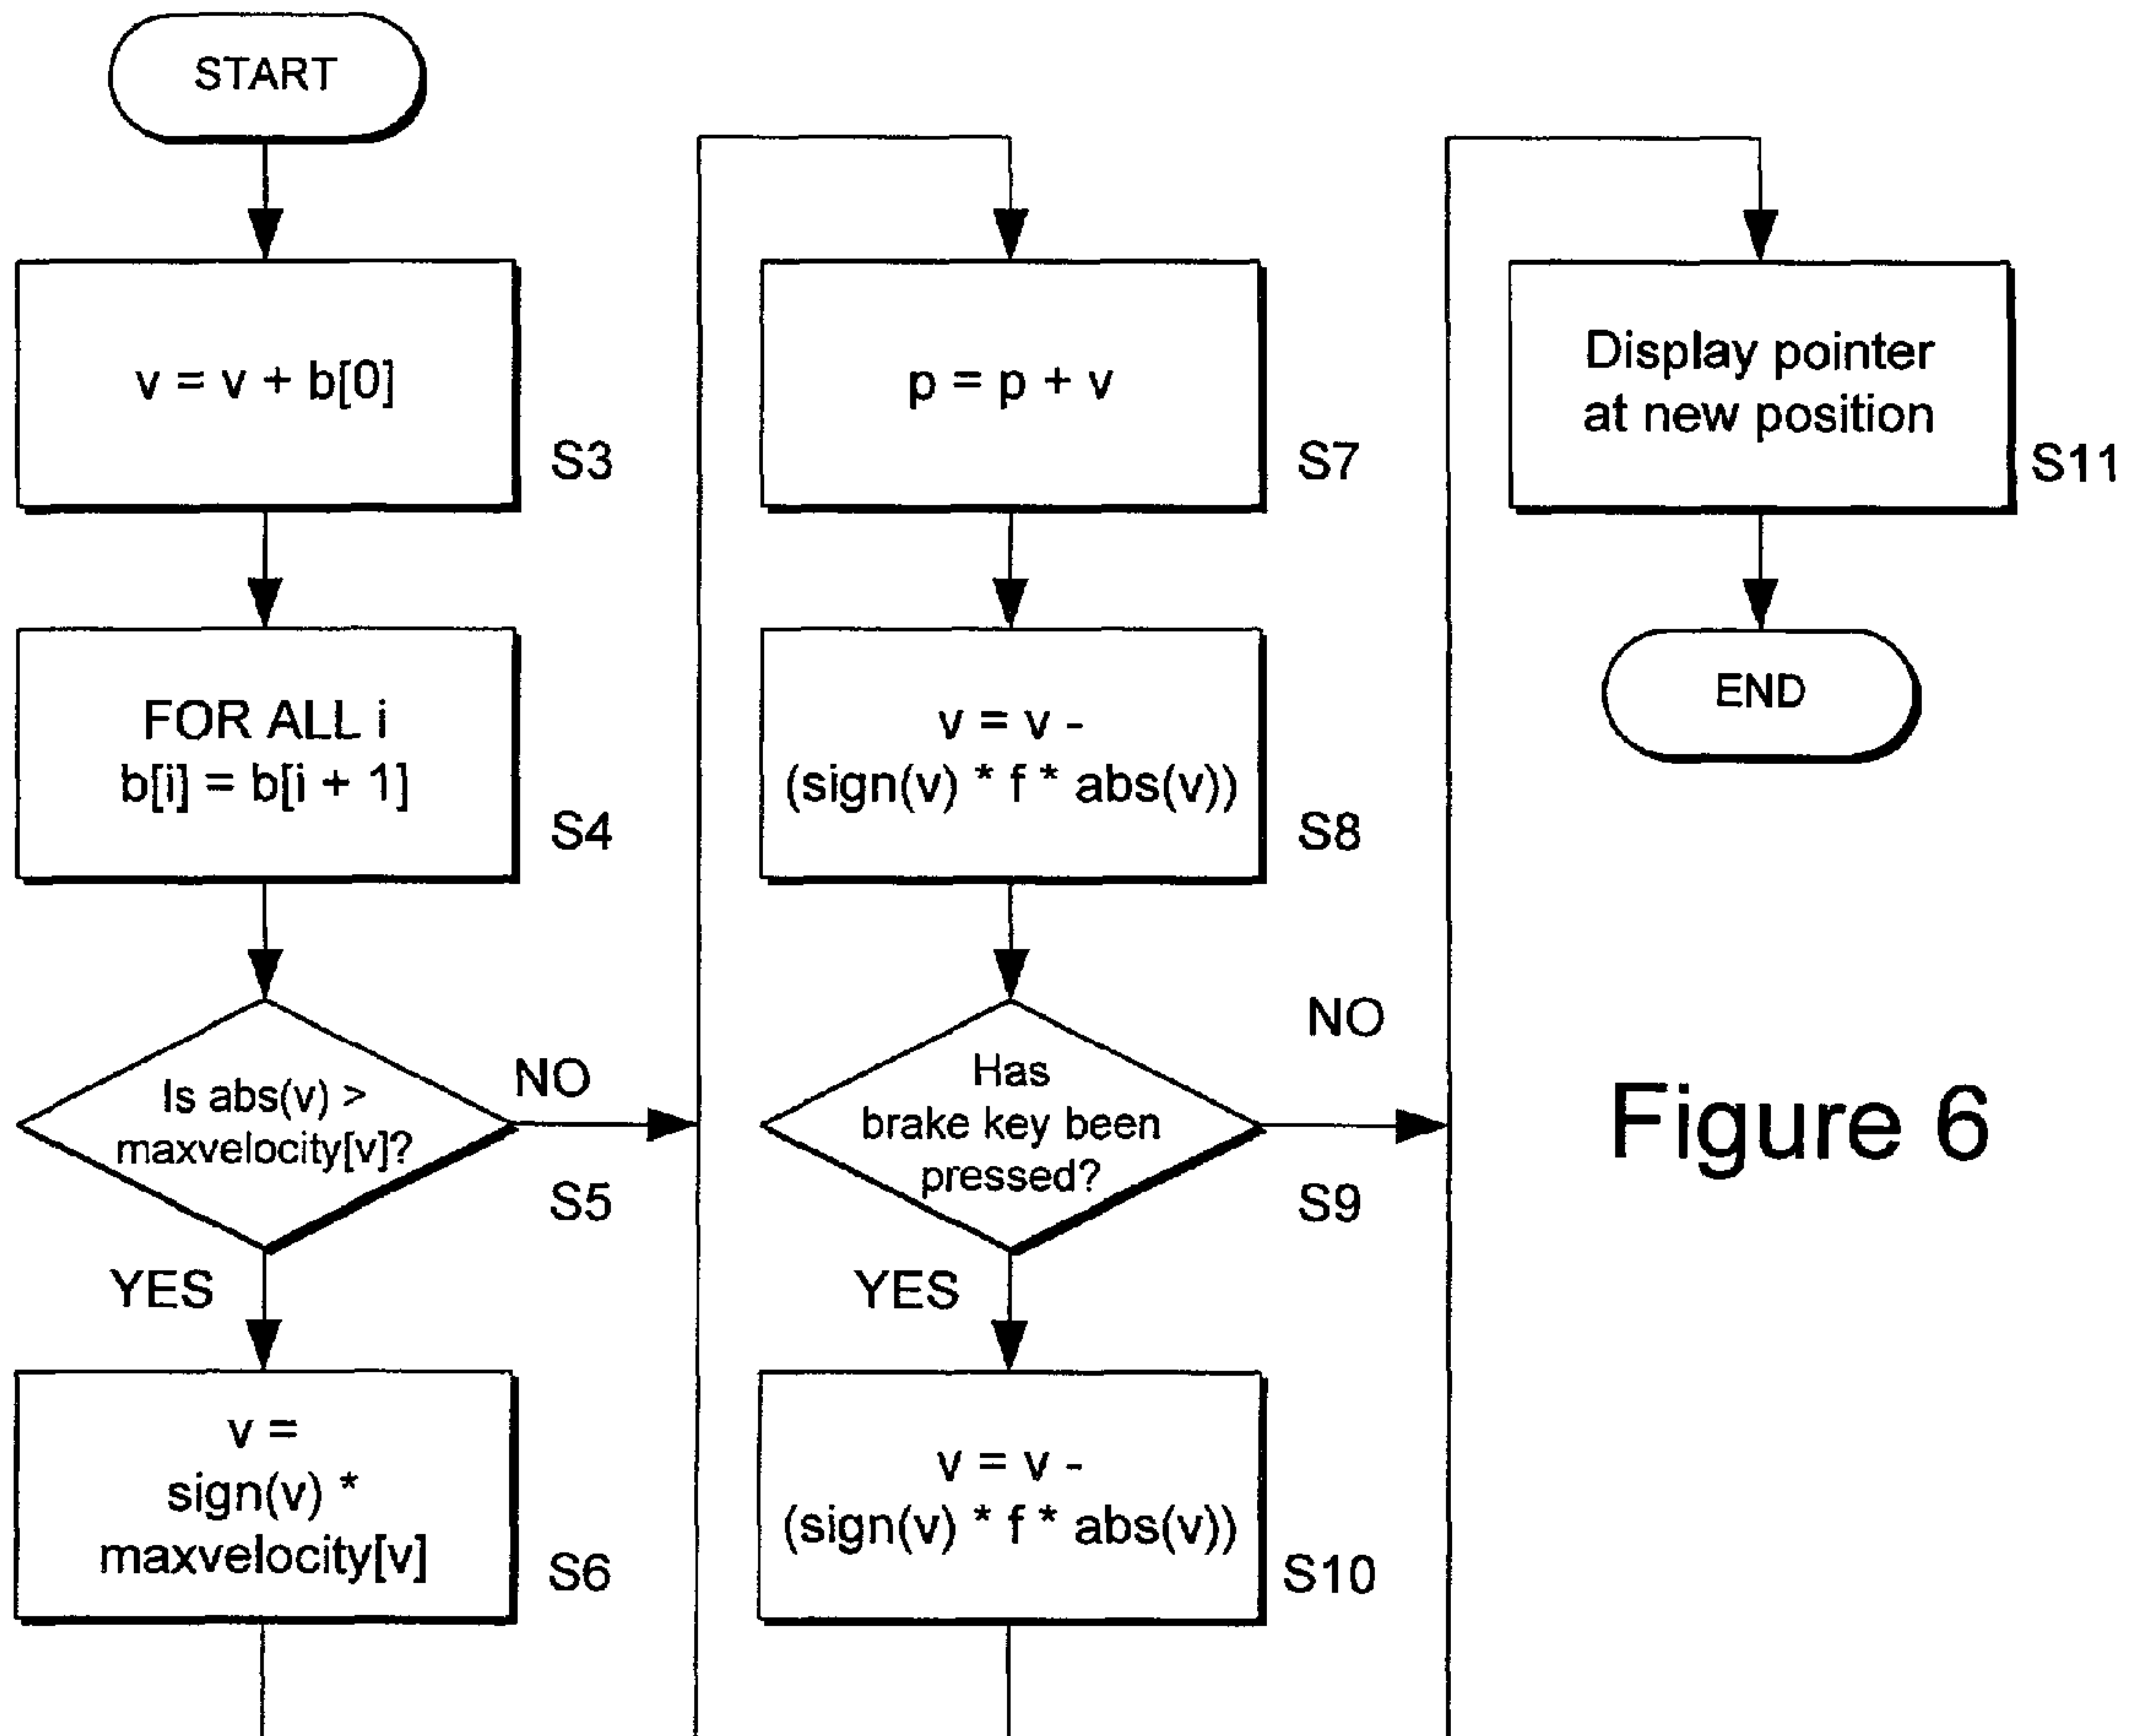 START
v = v + b[0]
S3
FOR ALL i
b[i] = b[i + 1]
S4
Is abs(v) >
maxvelocity[v]?
NO
S5
YES
v =
sign(v) *
maxvelocity[v]
S6
p = p + v
S7
v = v -
(sign(v) * f * abs(v))
S8
Has
brake key been
pressed?
NO
S9
YES
v = v -
(sign(v) * f * abs(v))
S10
Display pointer
at new position
S11
END
Figure 6